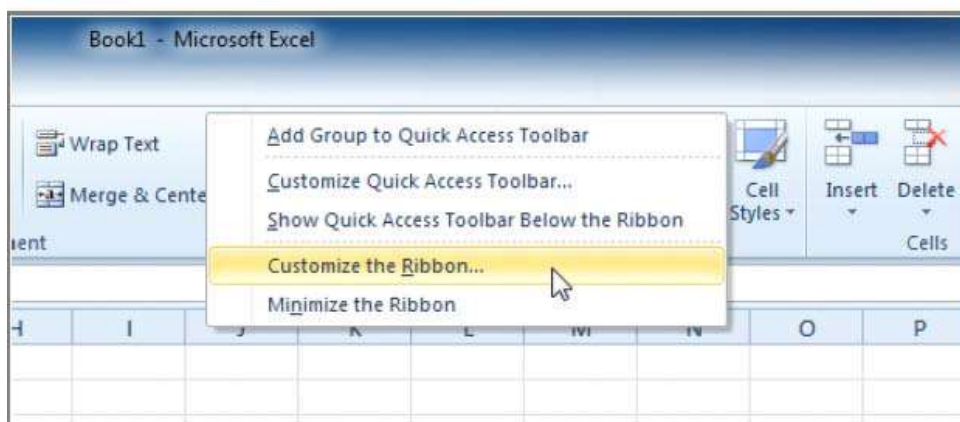 Book1 - Microsoft Excel
Wrap Text
Merge & Cente
ent
Add Group to Quick Access Toolbar
Customize Quick Access Toolbar...
Show Quick Access Toolbar Below the Ribbon
Customize the Ribbon...
Minimize the Ribbon
Cell
Styles
Insert
Delete
Cells
H I J K L M N O P